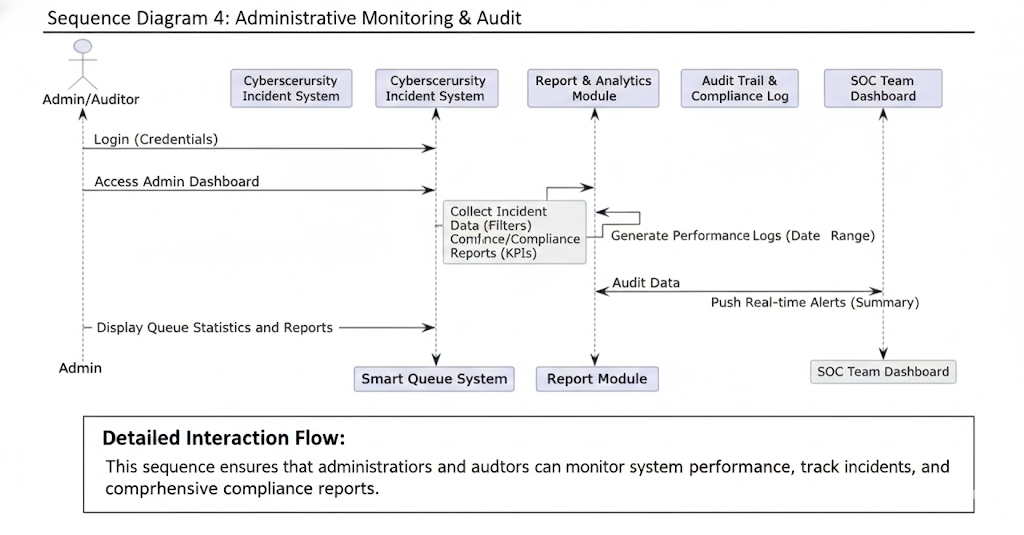 Sequence Diagram 4: Administrative Monitoring & Audit
Admin/Auditor
Cyberscerursity
Incident System
Cyberscerursity
Incident System
Report & Analytics
Module
Audit Trail &
Compliance Log
SOC Team
Dashboard
Login (Credentials)
Access Admin Dashboard
Collect Incident
Data (Filters)
/Compliance
Reports (KPIs)
Generate Performance Logs (Date Range)
Audit Data
Push Real-time Alerts (Summary)
Display Queue Statistics and Reports
Admin
Smart Queue System
Report Module
SOC Team Dashboard
Detailed Interaction Flow:
This sequence ensures that administratiors and audtors can monitor system performance, track incidents, and
comprhensive compliance reports.